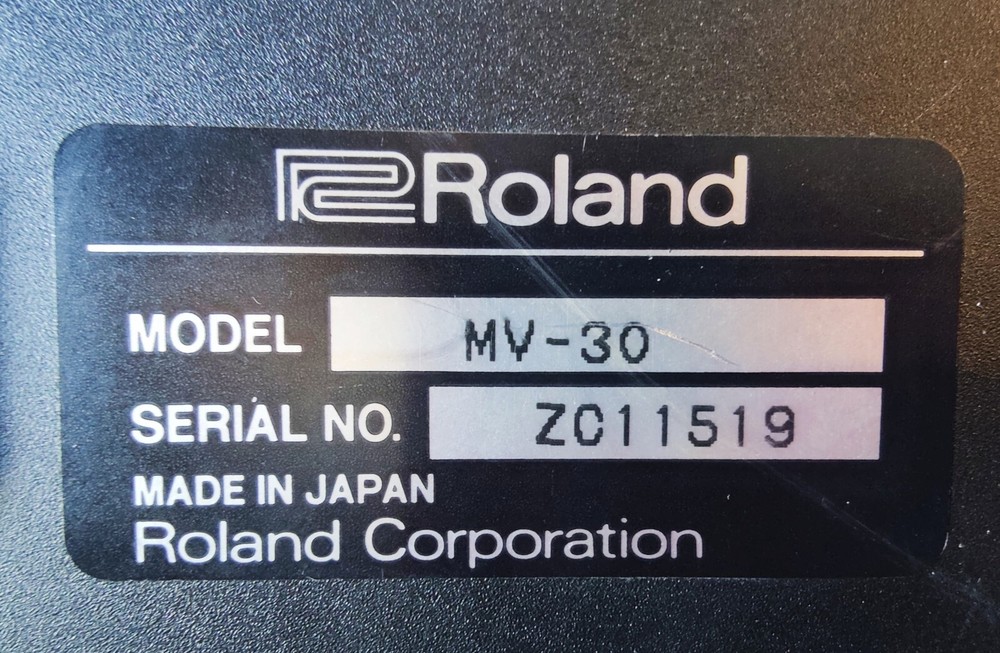 Roland
MODEL MV-30
SERIAL NO. ZC11519
MADE IN JAPAN
Roland Corporation